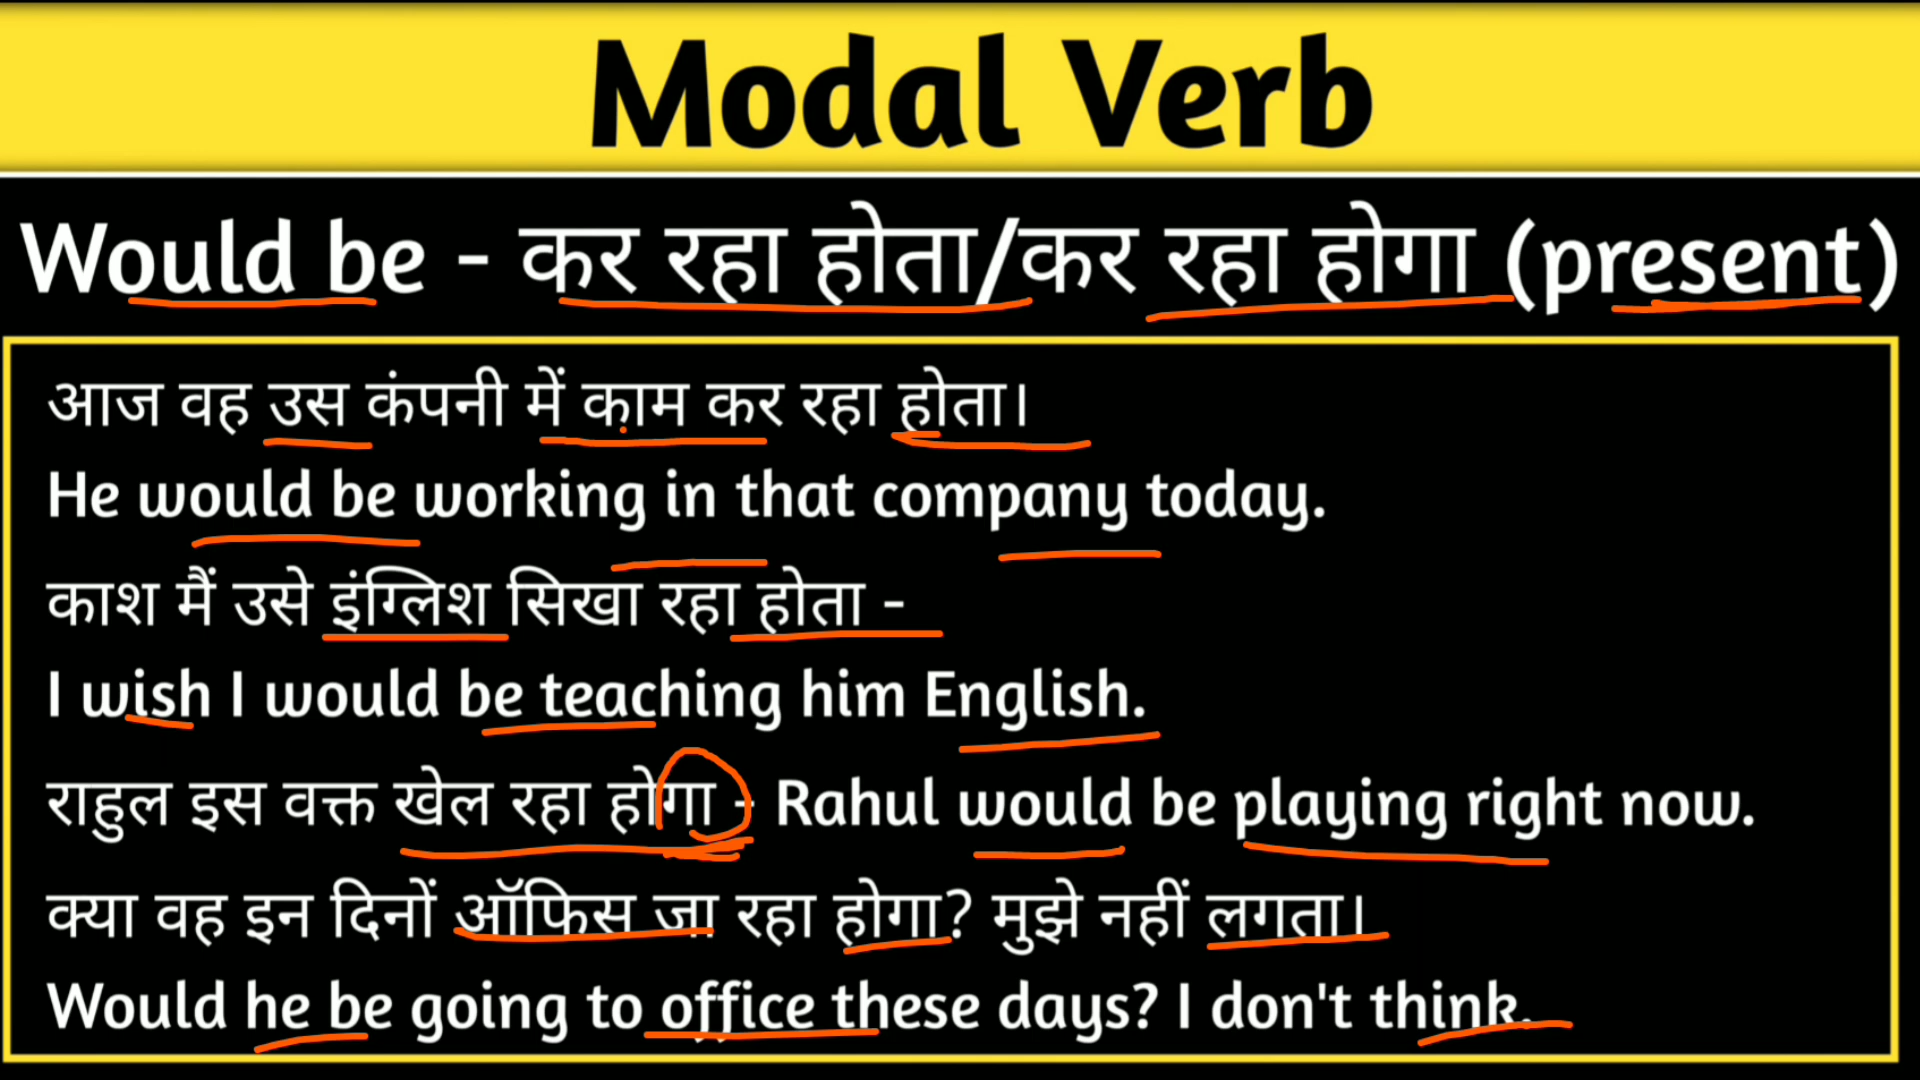 Modal Verb
Would be - कर रहा होता/कर रहा होगा (present)
आज वह उस कंपनी में काम कर रहा होता।
He would be working in that company today.
काश मैं उसे इंग्लिश सिखा रहा होता -
I wish I would be teaching him English.
राहुल इस वक्त खेल रहा होगा - Rahul would be playing right now.
क्या वह इन दिनों ऑफिस जा रहा होगा? मुझे नहीं लगता।
Would he be going to office these days? I don't think.